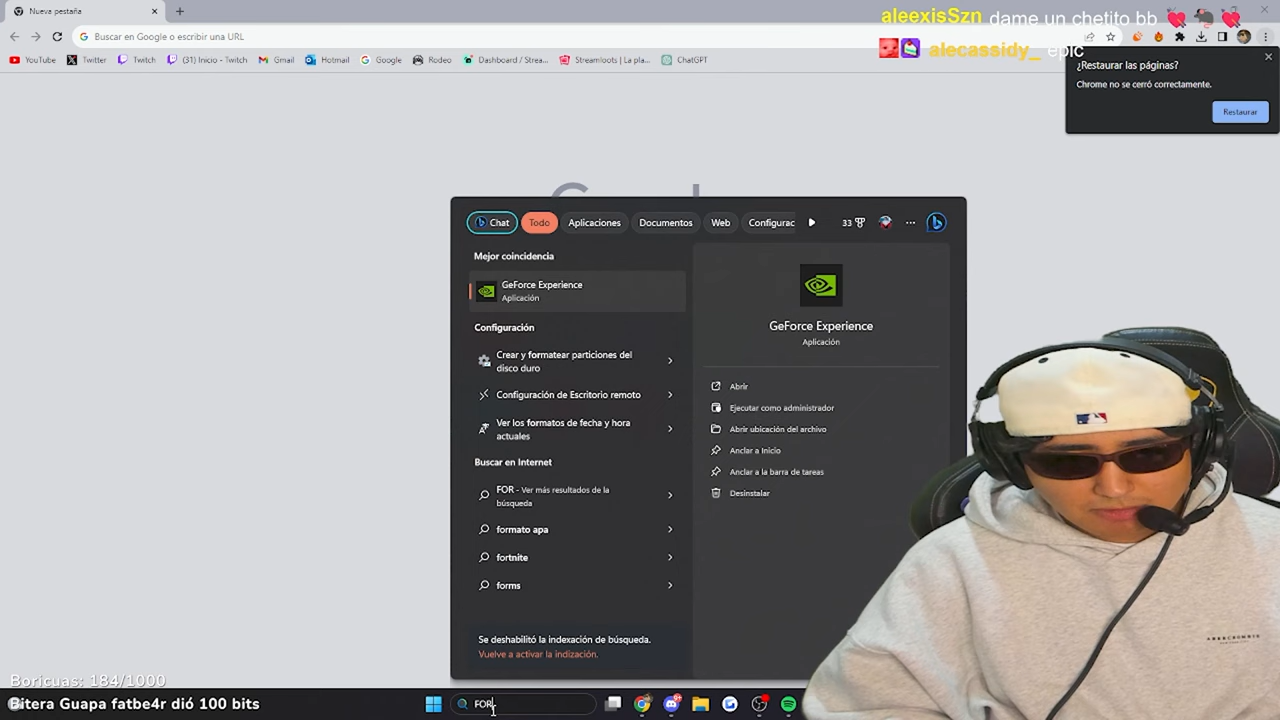 Nueva pestaña
aleexisSzn dame un chetito bb
Buscar en Google o escribir una URL
alecassidy_ epic
YouTube
Twitter
Twitch
(31) Inicio - Twitch
Gmail
Hotmail
Google
Rodeo
Dashboard / Strea...
Streamloots | La pla...
ChatGPT
¿Restaurar las páginas?
Chrome no se cerró correctamente.
Restaurar
Chat
Todo
Aplicaciones
Documentos
Web
Configurac
33
Mejor coincidencia
GeForce Experience
Aplicación
Configuración
Crear y formatear particiones del
disco duro
Configuración de Escritorio remoto
Ver los formatos de fecha y hora
actuales
Buscar en Internet
FOR - Ver más resultados de la
búsqueda
formato apa
fortnite
forms
Se deshabilitó la indexación de búsqueda.
Vuelve a activar la indización.
GeForce Experience
Aplicación
Abrir
Ejecutar como administrador
Abrir ubicación del archivo
Anclar a Inicio
Anclar a la barra de tareas
Desinstalar
ABERCROMBIE
Boricuas: 184/1000
Bitera Guapa fatbe4r dió 100 bits
FOR